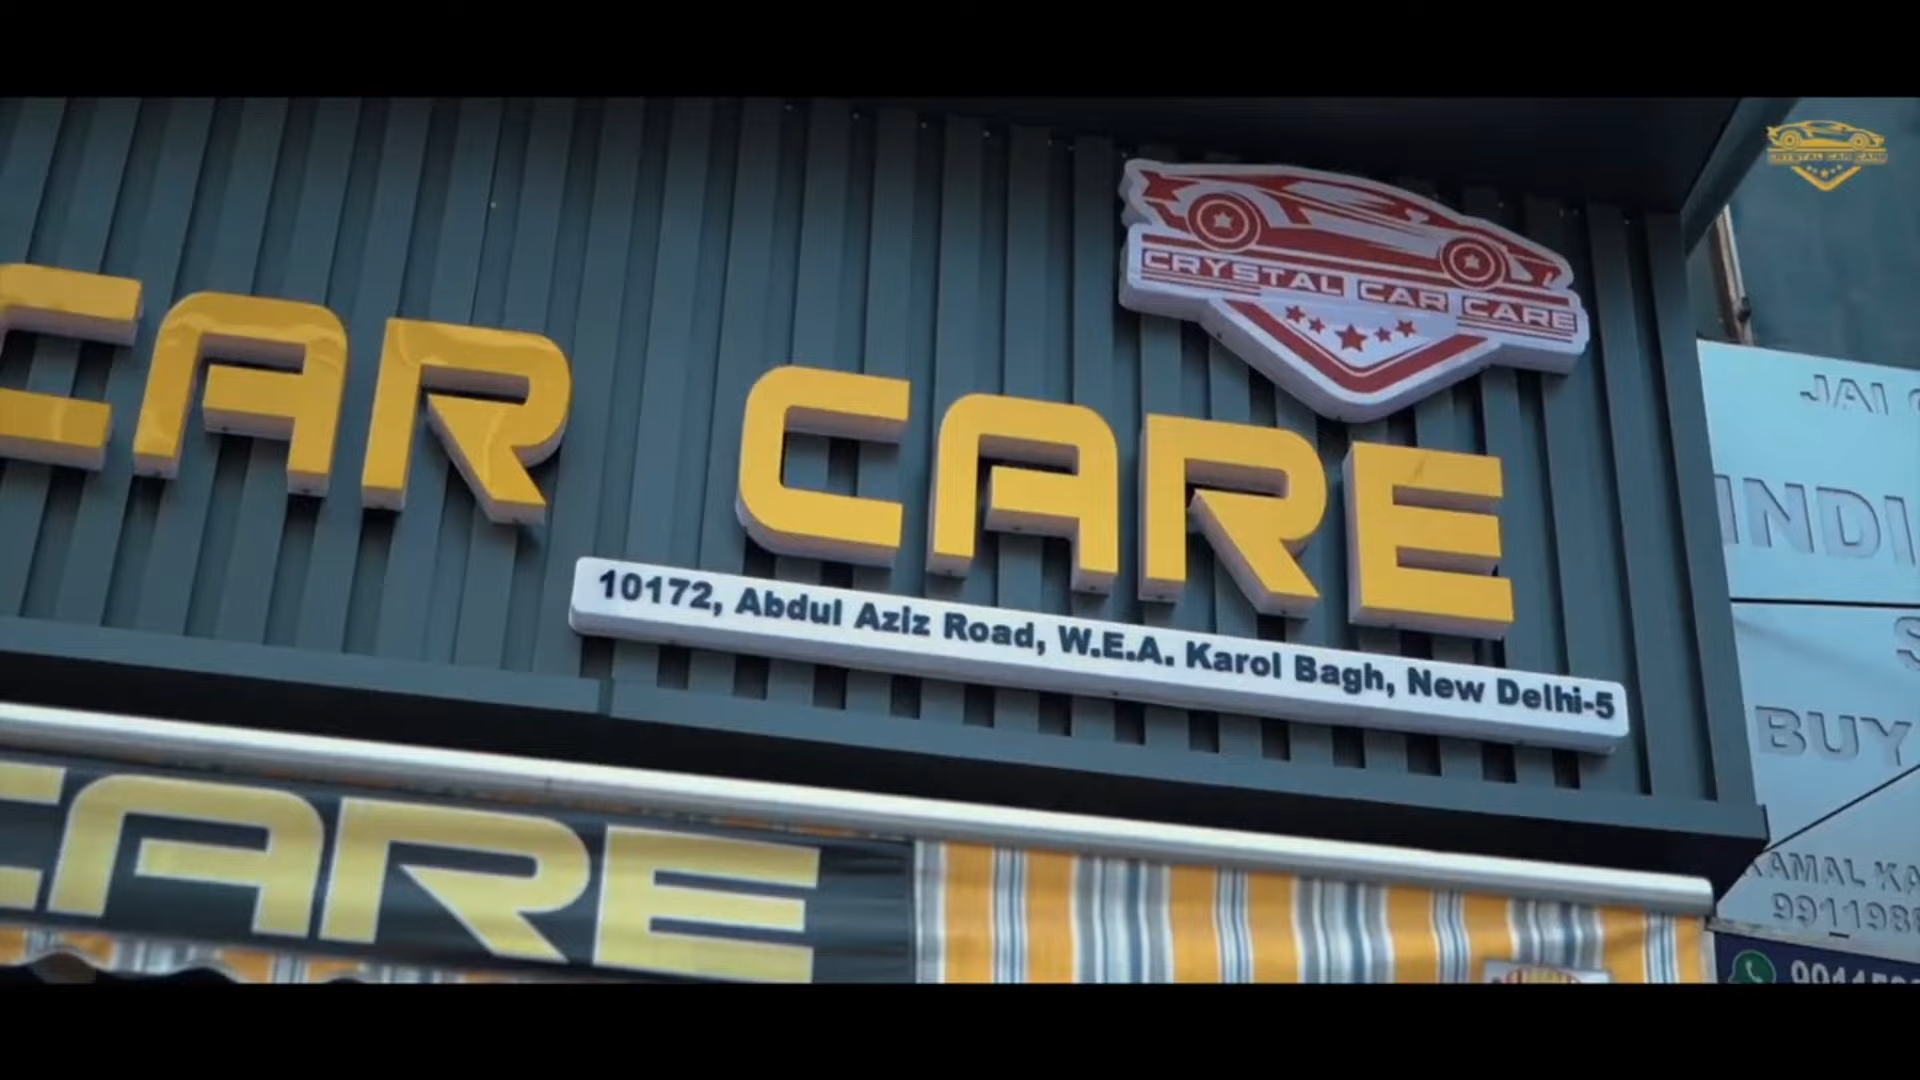 CRYSTAL CAR CARE
CRYSTAL CAR CARE
CAR CARE
10172, Abdul Aziz Road, W.E.A. Karol Bagh, New Delhi-5
CARE
JAI
INDI
BUY
KAMAL